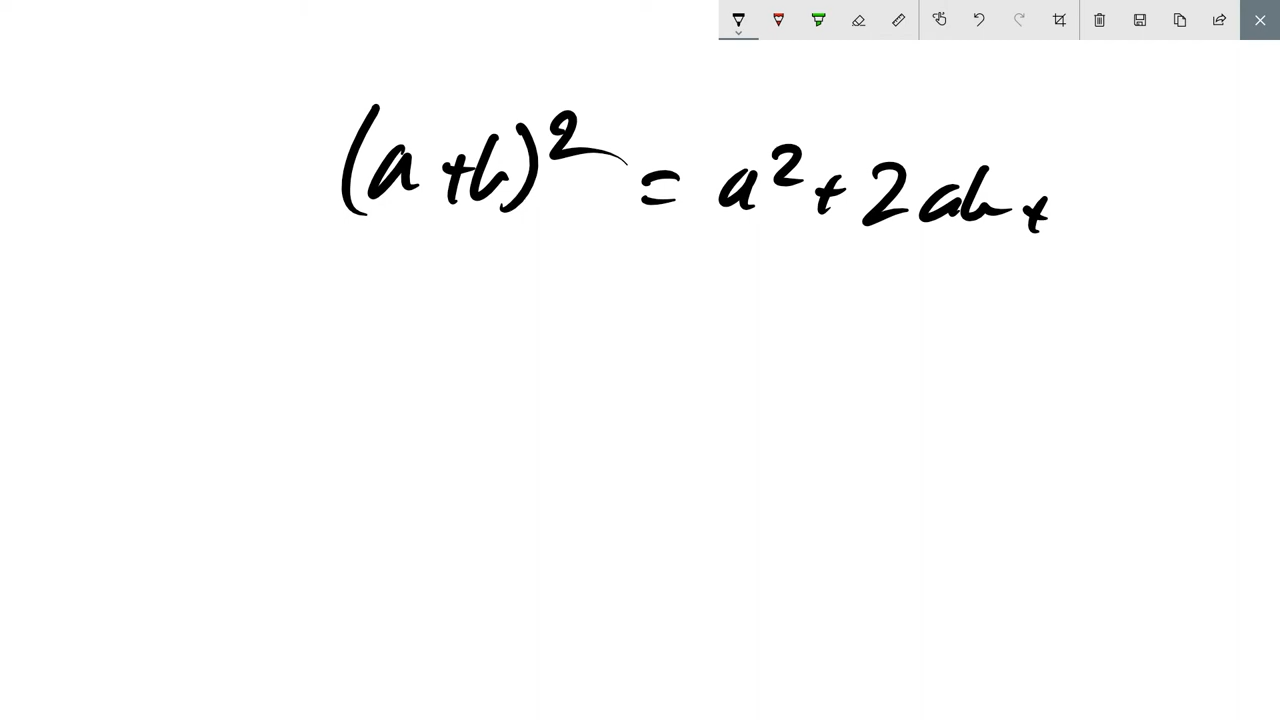 (a+b)² = a² + 2ab +